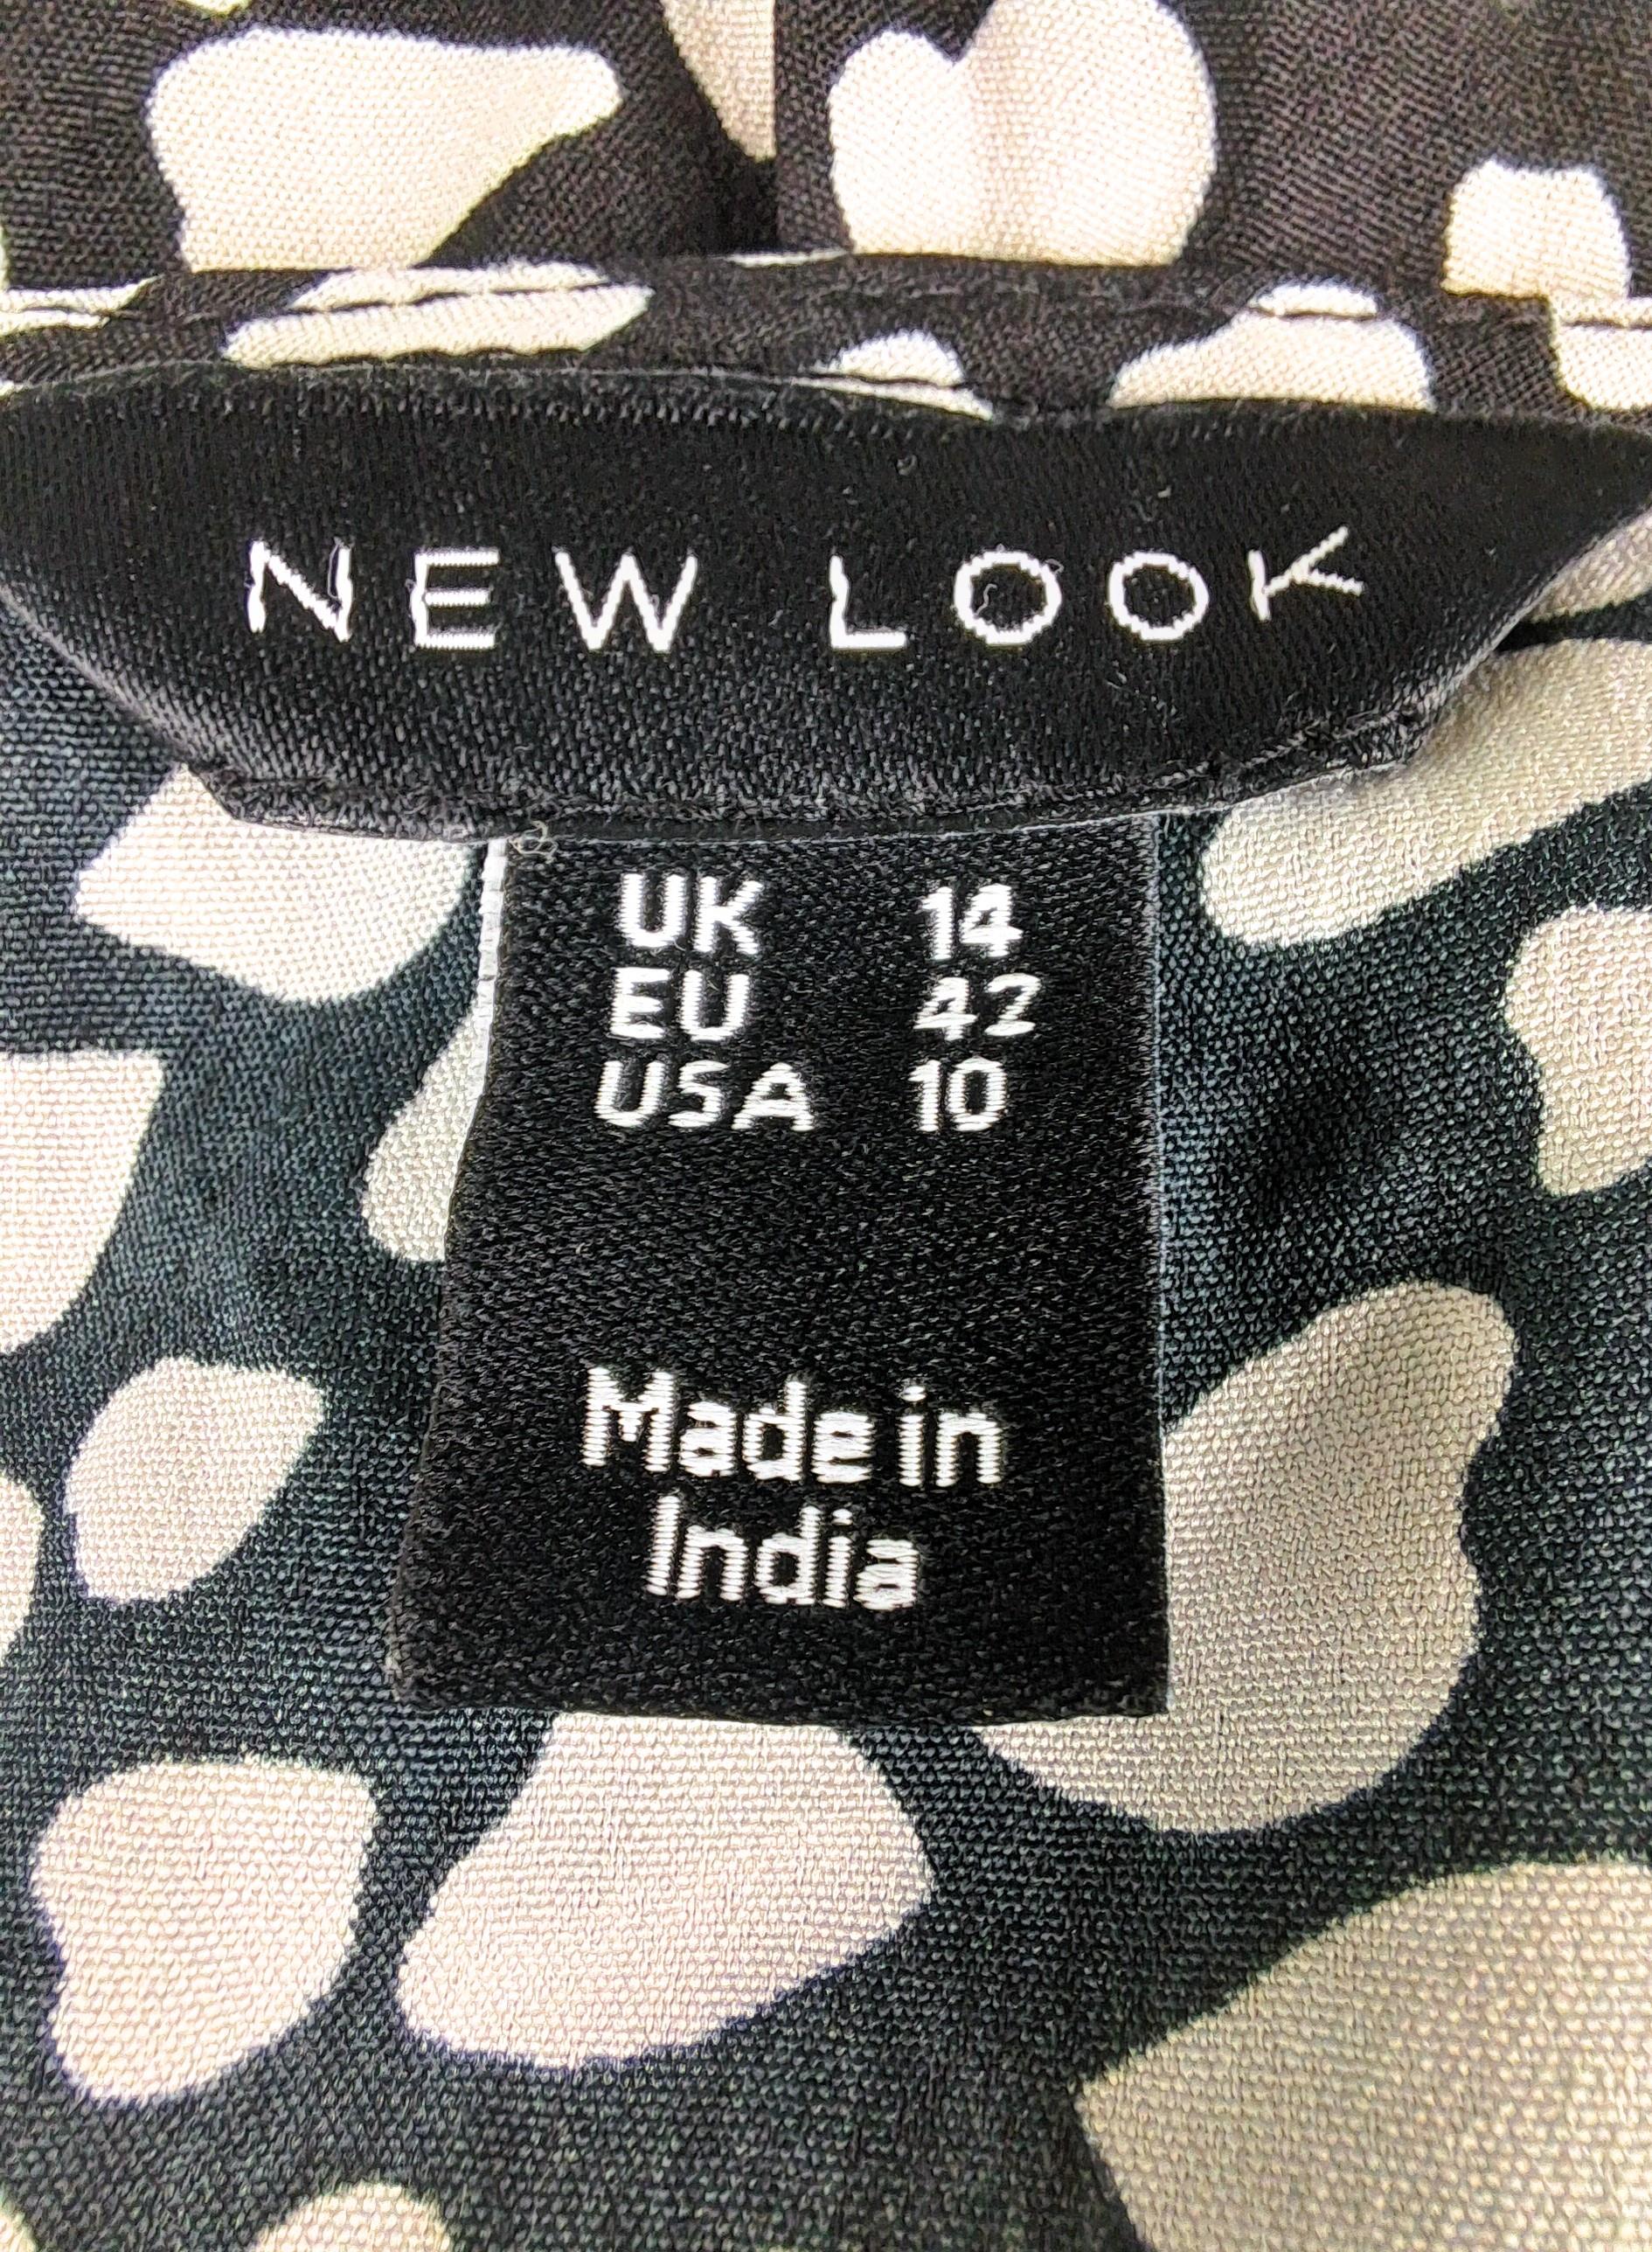 NEW LOOK
UK 14
EU 42
USA 10
Made in
India